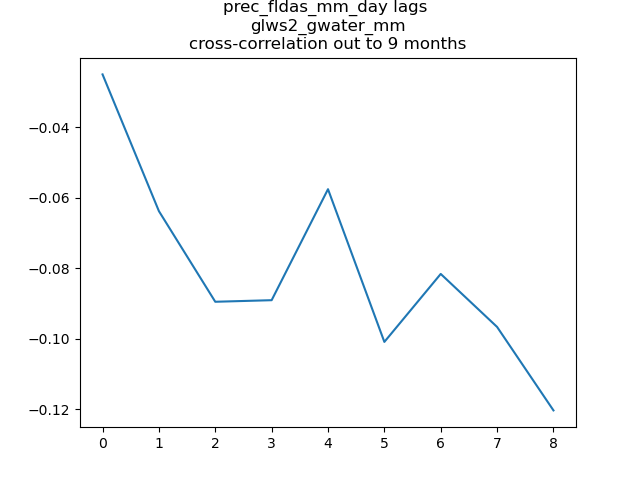 prec_fldas_mm_day lags
glws2_gwater_mm
cross-correlation out to 9 months
−0.04
−0.06
−0.08
−0.10
−0.12
0 1 2 3 4 5 6 7 8